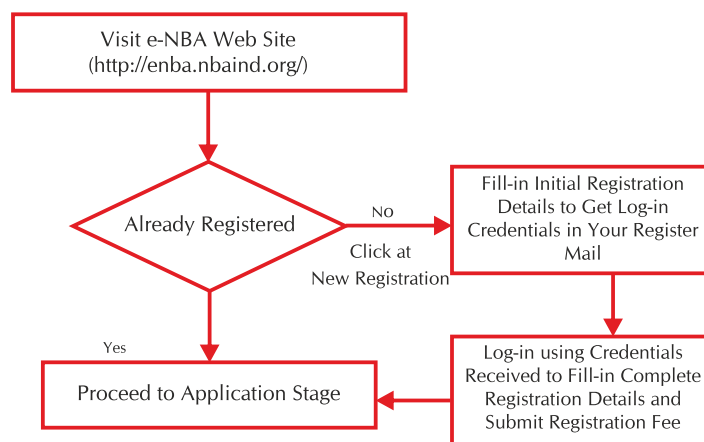 Visit e-NBA Web Site
(http://enba.nbaind.org/)
Already Registered
NO
Click at
New Registration
Fill-in Initial Registration
Details to Get Log-in
Credentials in Your Register
Mail
Yes
Log-in using Credentials
Received to Fill-in Complete
Registration Details and
Submit Registration Fee
Proceed to Application Stage